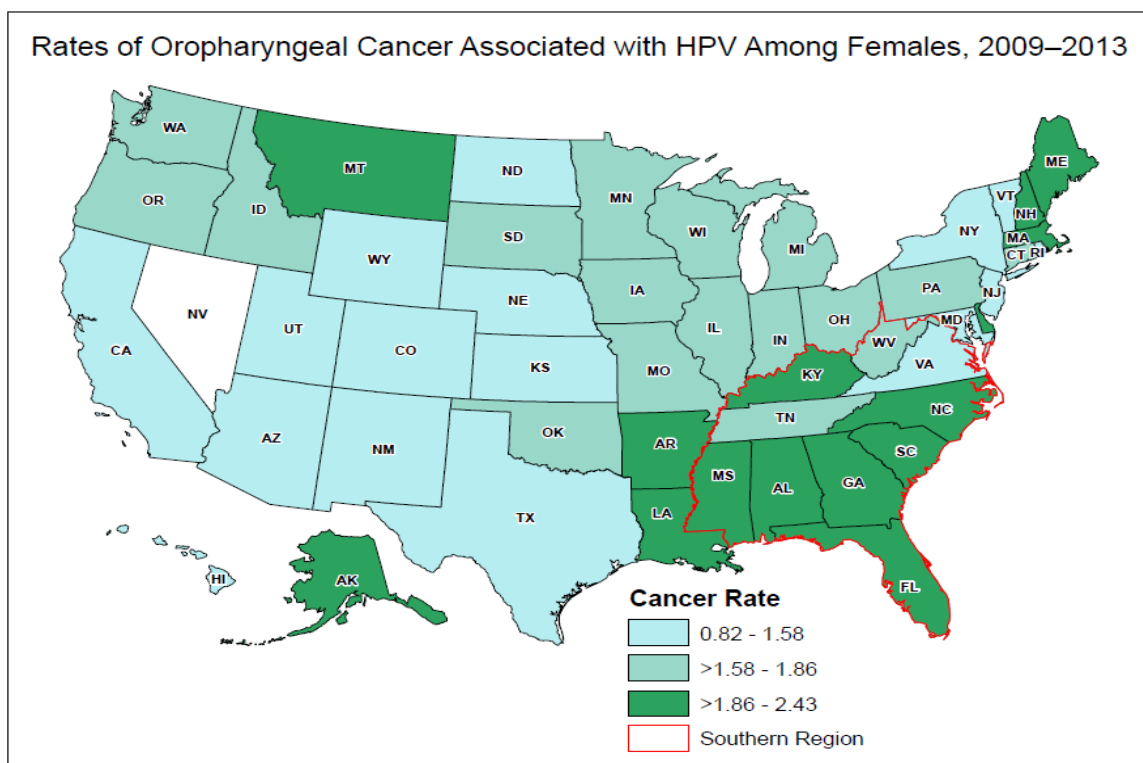 Rates of Oropharyngeal Cancer Associated with HPV Among Females, 2009–2013
WA
MT
ND
MN
ME
VT
NH
OR
ID
SD
WI
MI
NY
MA
CT
RI
WY
IA
PA
NJ
NE
NV
UT
CO
IL
IN
OH
MD
WV
CA
KS
MO
KY
VA
AZ
NM
OK
AR
TN
NC
SC
MS
AL
GA
TX
LA
HI
AK
FL
Cancer Rate
0.82 - 1.58
>1.58 - 1.86
>1.86 - 2.43
Southern Region